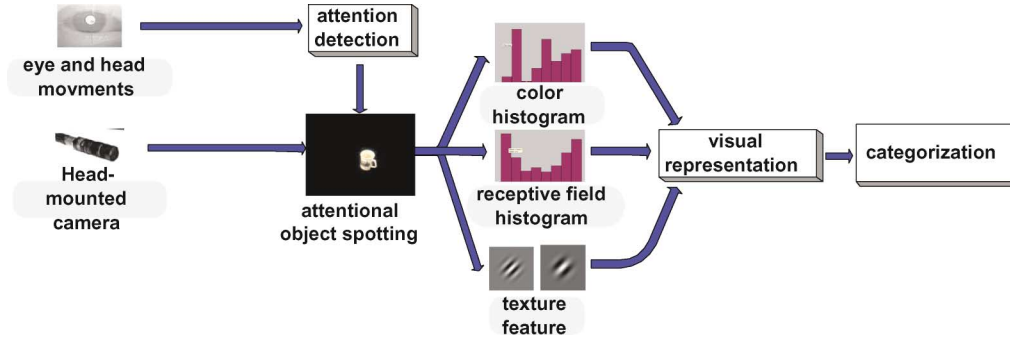 eye and head
movments
attention
detection
Head-
mounted
camera
attentional
object spotting
color
histogram
receptive field
histogram
texture
feature
visual
representation
categorization